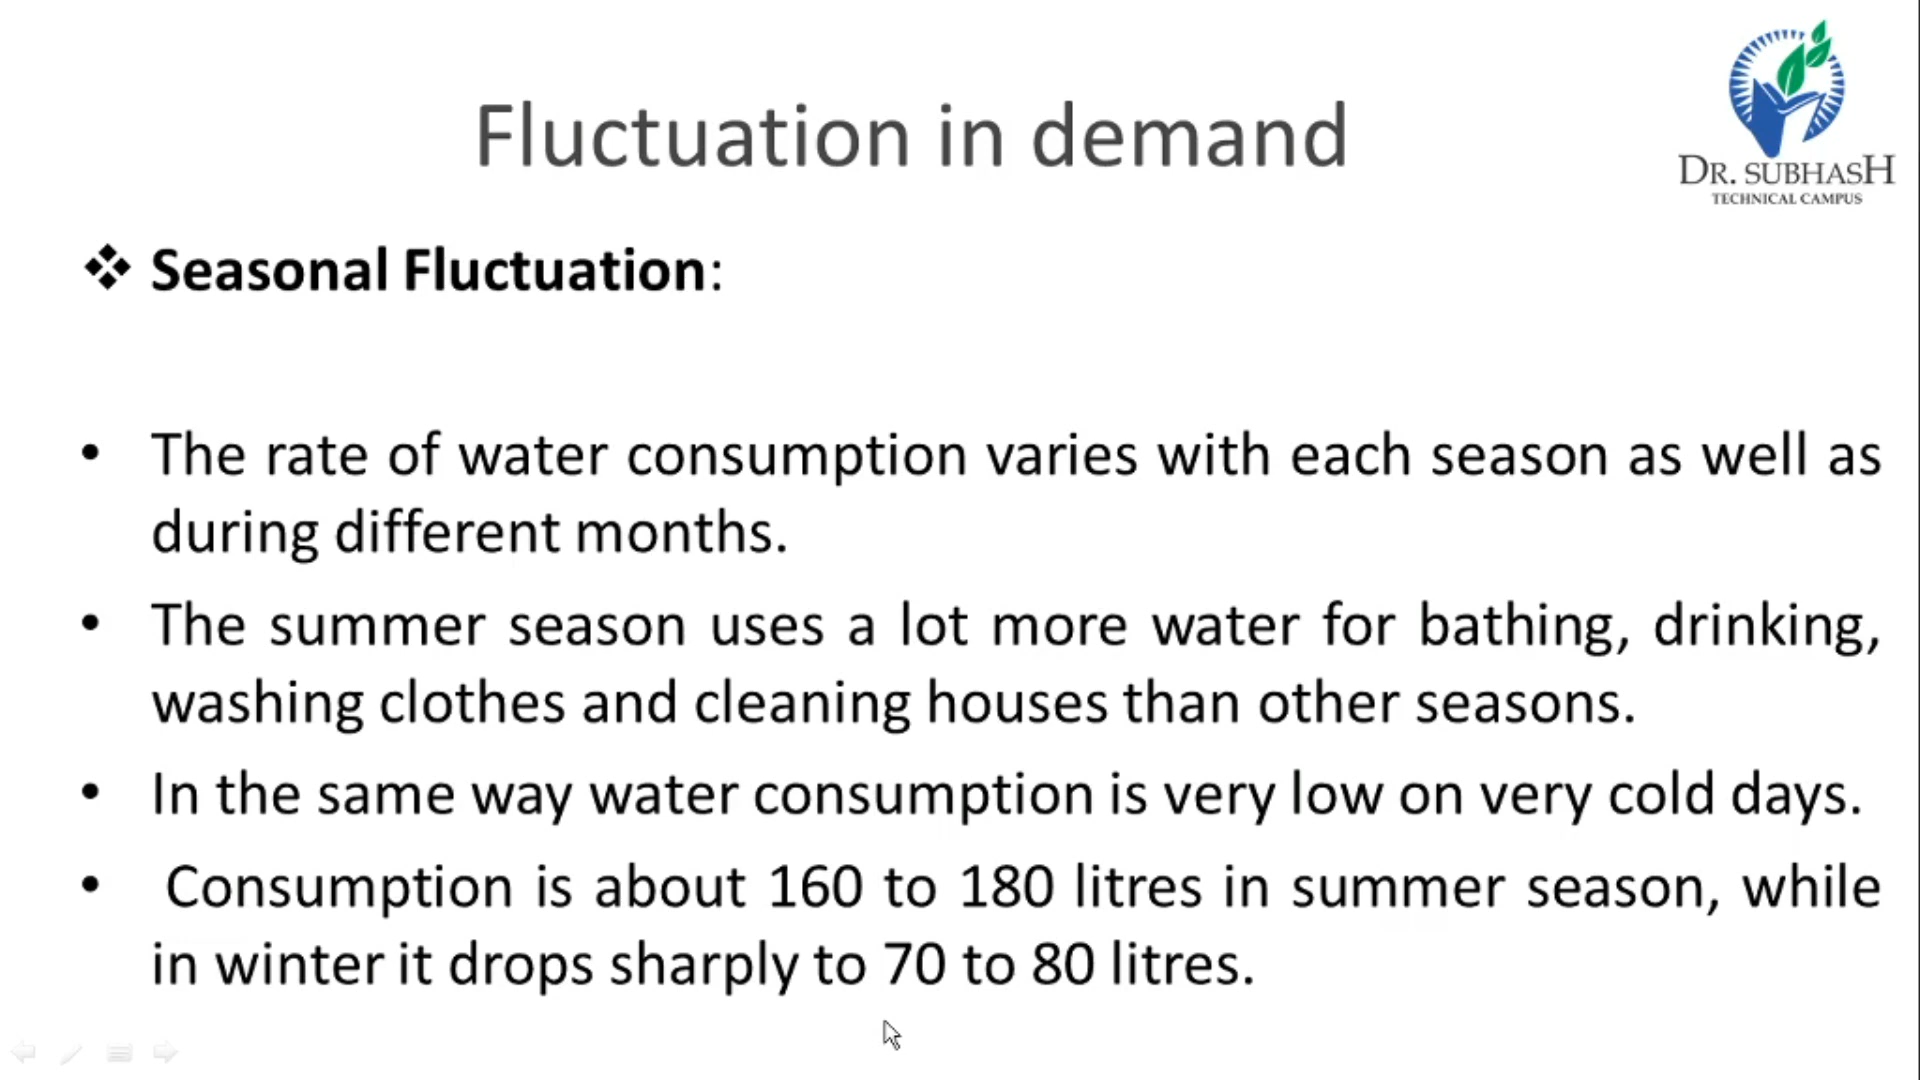 Fluctuation in demand
DR. SUBHASH
TECHNICAL CAMPUS
❖ Seasonal Fluctuation:
• The rate of water consumption varies with each season as well as
during different months.
• The summer season uses a lot more water for bathing, drinking,
washing clothes and cleaning houses than other seasons.
• In the same way water consumption is very low on very cold days.
• Consumption is about 160 to 180 litres in summer season, while
in winter it drops sharply to 70 to 80 litres.